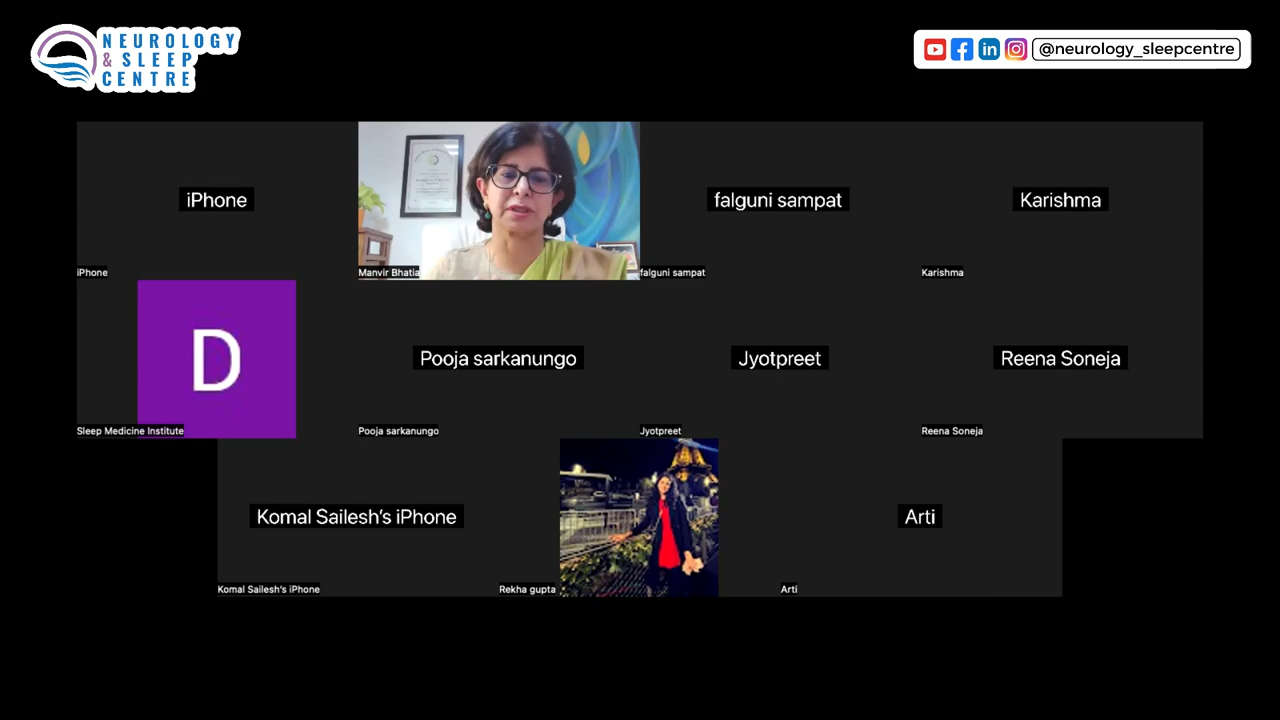 NEUROLOGY
& SLEEP
CENTRE
@neurology_sleepcentre
iPhone
iPhone
Manvir Bhatia
falguni sampat
falguni sampat
Karishma
Karishma
D
Sleep Medicine Institute
Pooja sarkanungo
Pooja sarkanungo
Jyotpreet
Jyotpreet
Reena Soneja
Reena Soneja
Komal Sailesh's iPhone
Komal Sailesh's iPhone
Rekha gupta
Arti
Arti